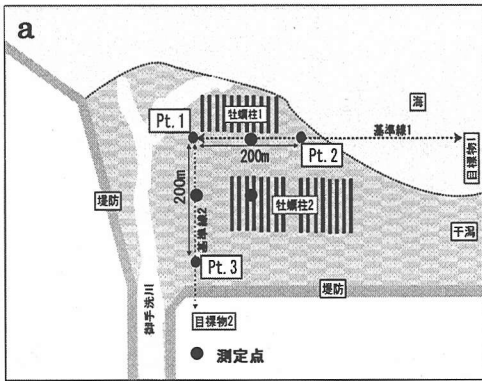 a
牡蠣柱1
海
Pt. 1
基準線1
目標物1
200m
Pt. 2
200m
堤防
牡蠣柱2
基準線2
干潟
Pt. 3
堤防
御手洗川
目標物2
測定点